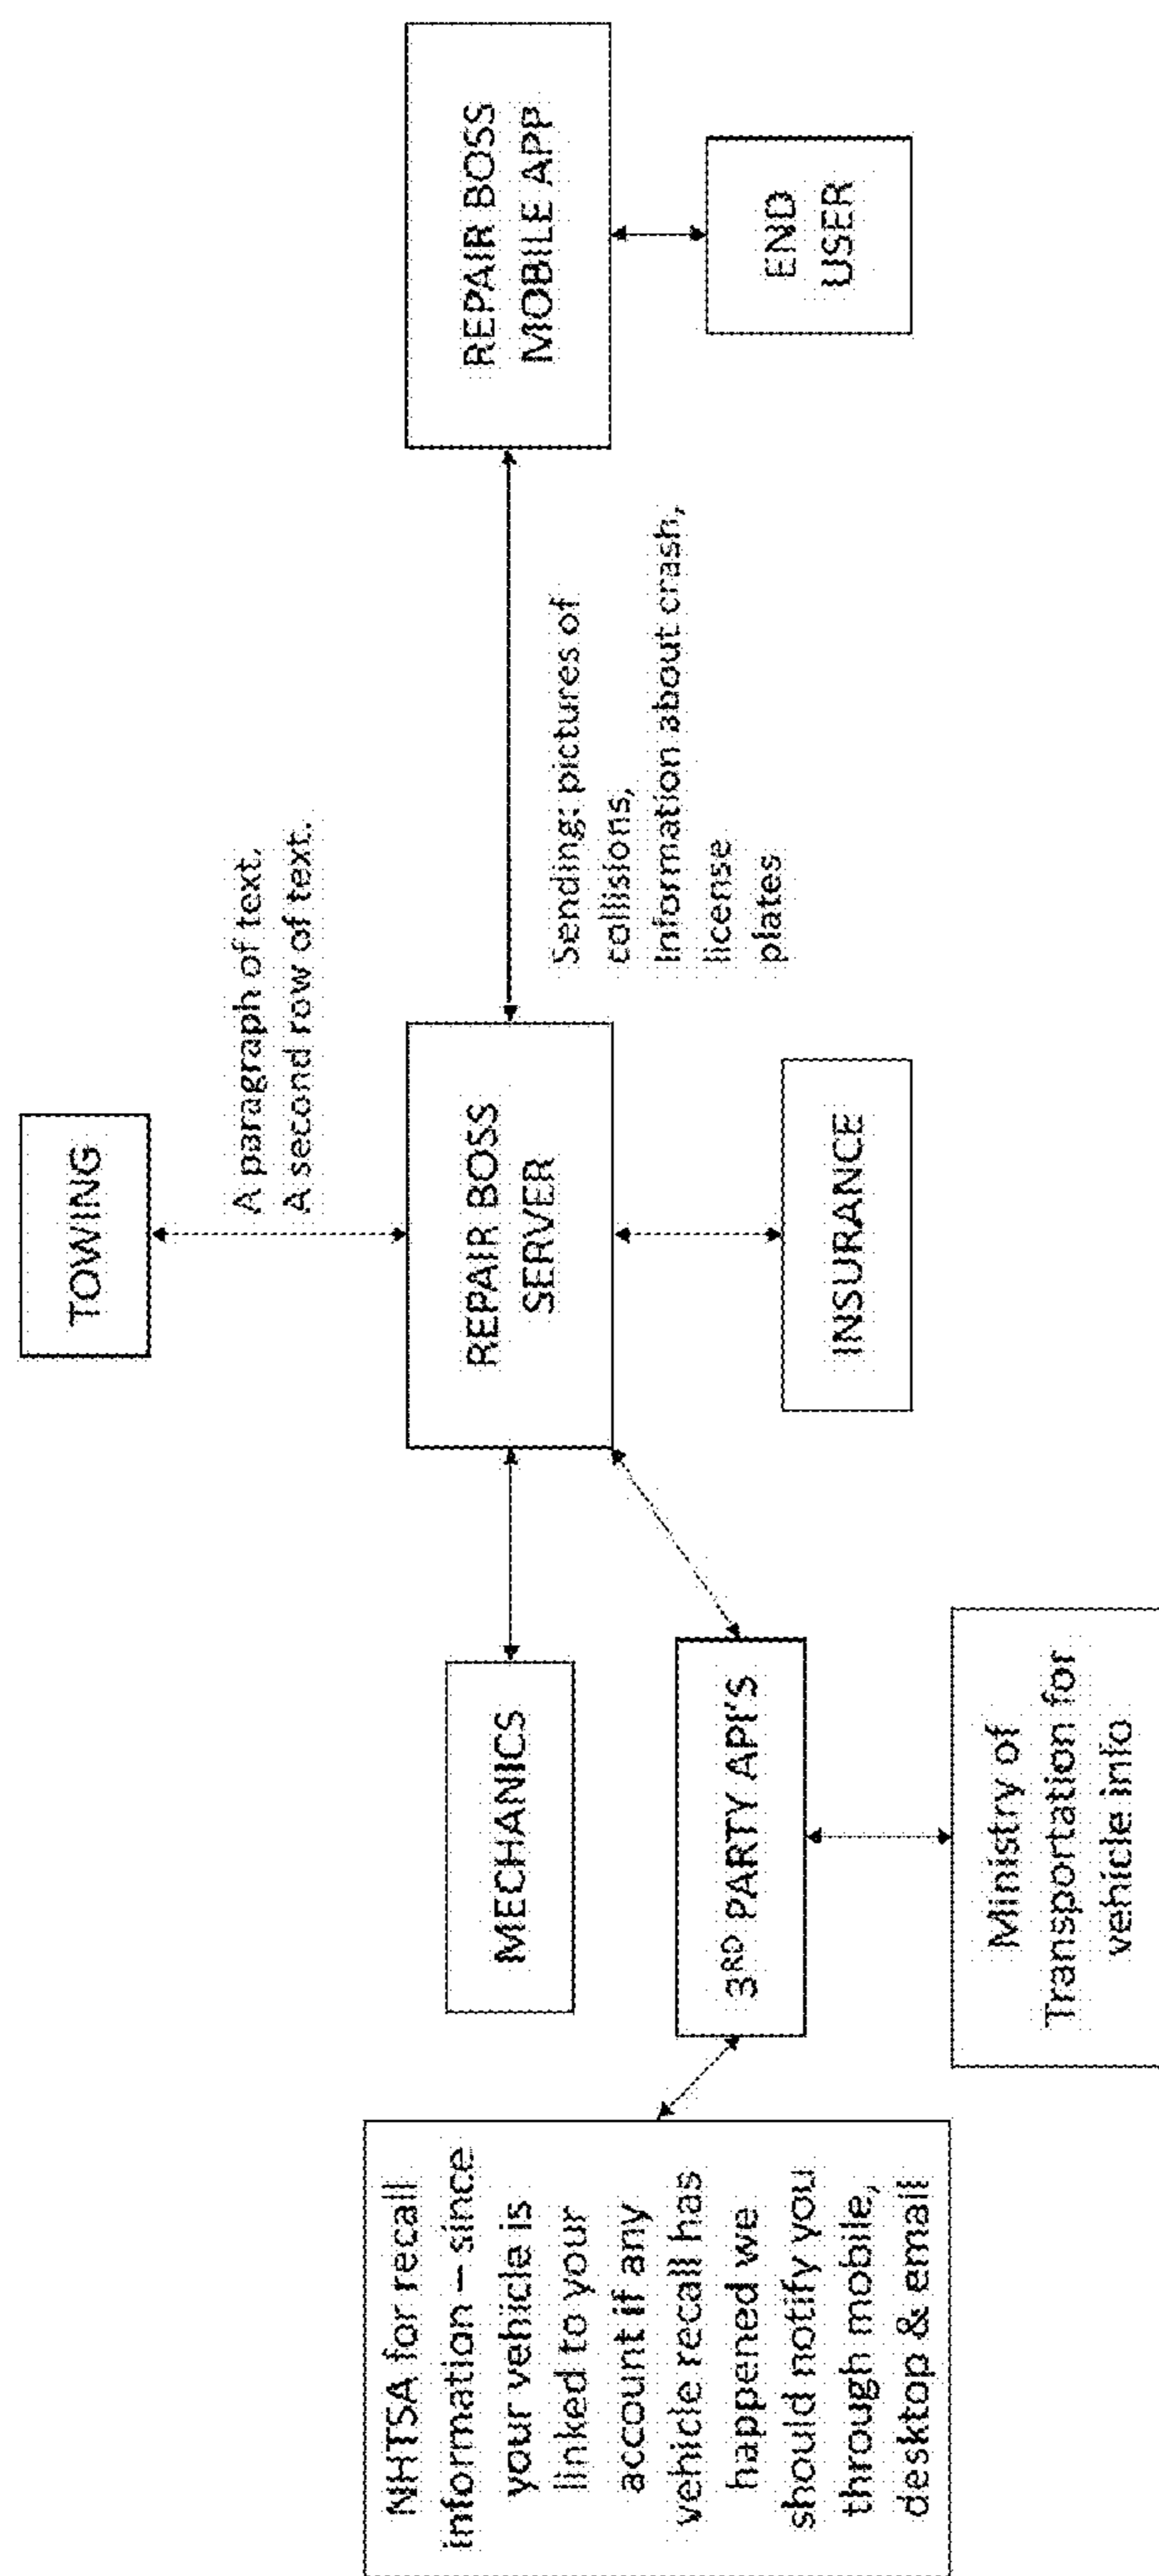 TOWING
A paragraph of text.
A second row of text.
NHTSA for recall
information – since
your vehicle is
linked to your
account if any
vehicle recall has
happened we
should notify you
through mobile,
desktop & email
MECHANICS
REPAIR BOSS
SERVER
REPAIR BOSS
MOBILE APP
Sending: pictures of
collisions,
Information about crash,
license
plates
3RD PARTY API'S
INSURANCE
END
USER
Ministry of
Transportation for
vehicle info